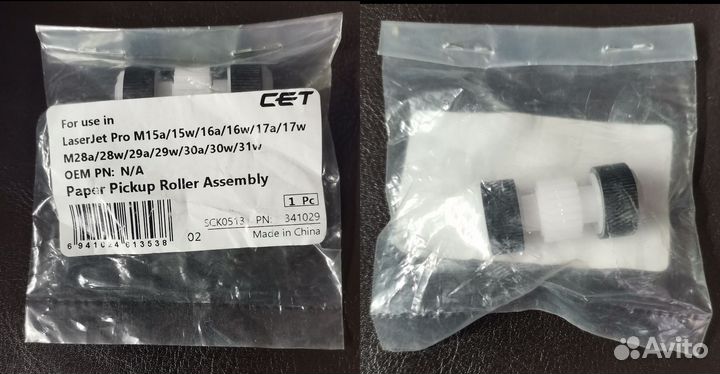 CET
For use in
LaserJet Pro M15a/15w/16a/16w/17a/17w
M28a/28w/29a/29w/30a/30w/31w
OEM PN: N/A
Paper Pickup Roller Assembly
1 Pc
SCK0513 PN: 341029
6 941024 613538 02 Made in China
Avito